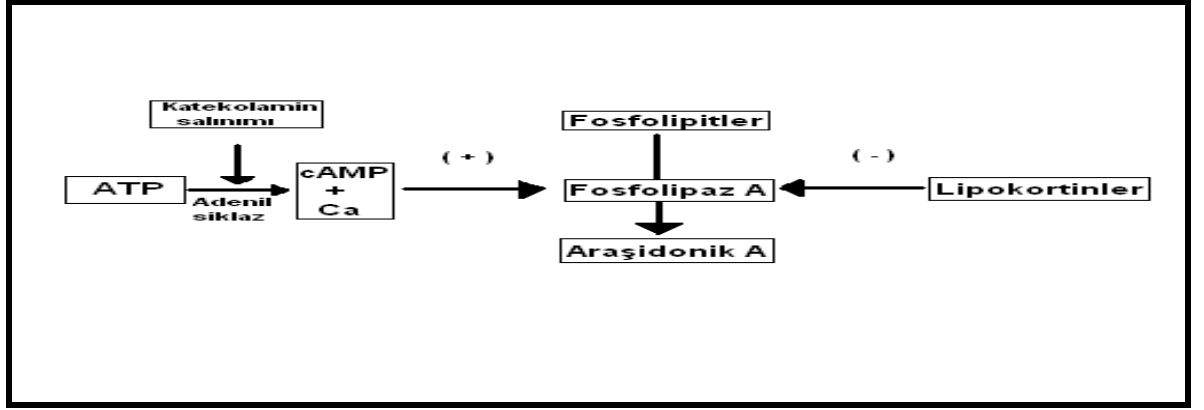 Katekolamin
salınımı
ATP
Adenil
siklaz
cAMP
+
Ca
( + )
Fosfolipitler
Fosfolipaz A
Araşidonik A
( - )
Lipokortinler